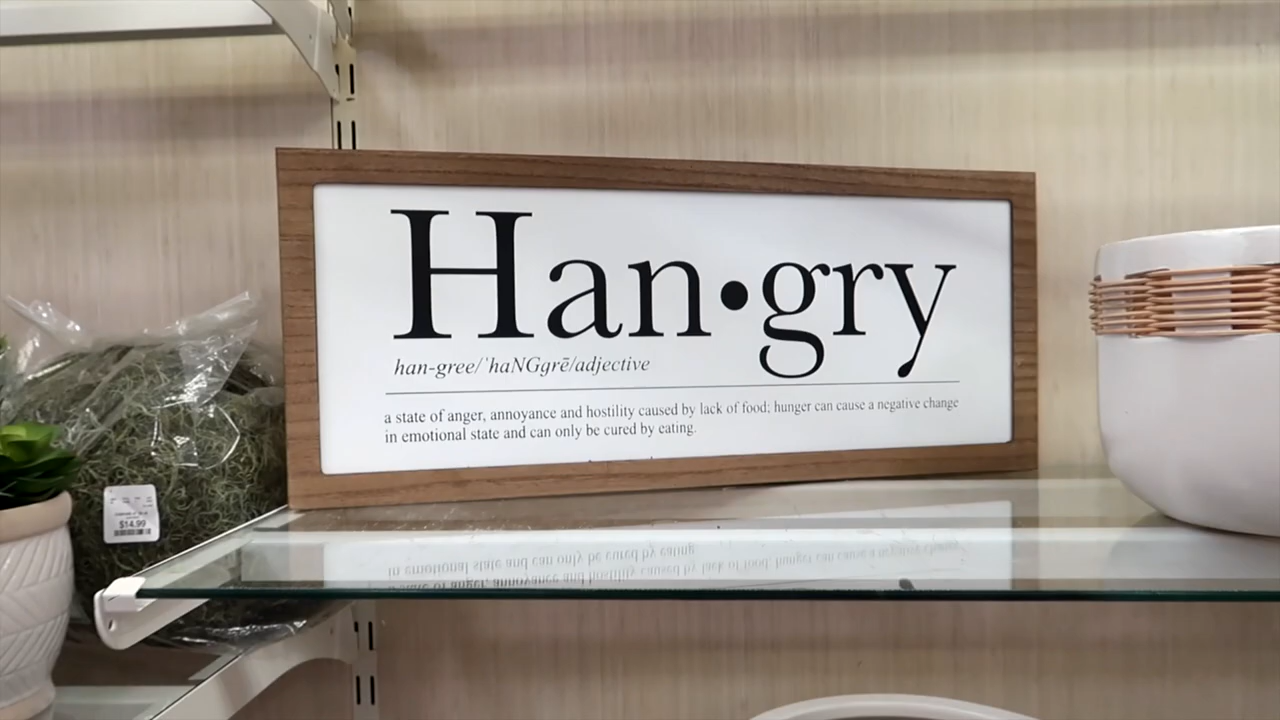 Han•gry
han-gree/ˈhaNGgrē/adjective
a state of anger, annoyance and hostility caused by lack of food; hunger can cause a negative change
in emotional state and can only be cured by eating.
$14.99